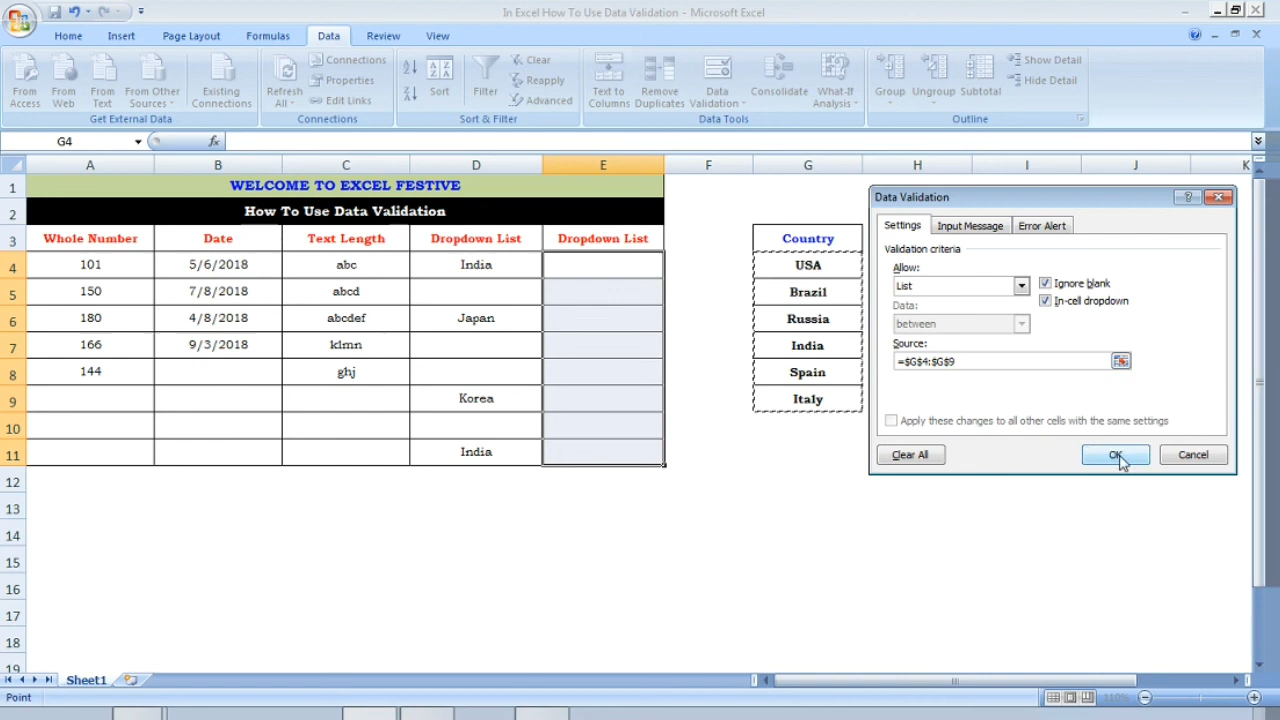 In Excel How To Use Data Validation - Microsoft Excel
Home Insert Page Layout Formulas Data Review View
From Access From Web From Text From Other Sources Existing Connections Refresh All Connections Properties Edit Links Sort Filter Clear Reapply Advanced Text to Columns Remove Duplicates Data Validation Consolidate What-If Analysis Group Ungroup Subtotal Show Detail Hide Detail
Get External Data Connections Sort & Filter Data Tools Outline
G4 fx
A B C D E F G H I J K
1 WELCOME TO EXCEL FESTIVE
2 How To Use Data Validation
3 Whole Number Date Text Length Dropdown List Dropdown List Country
4 101 5/6/2018 abc India USA
5 150 7/8/2018 abcd Brazil
6 180 4/8/2018 abcdef Japan Russia
7 166 9/3/2018 klmn India
8 144 ghj Spain
9 Korea Italy
10
11 India
12
13
14
15
16
17
18
19
Data Validation
Settings Input Message Error Alert
Validation criteria
Allow:
List Ignore blank
Data: In-cell dropdown
between
Source:
=$G$4:$G$9
Apply these changes to all other cells with the same settings
Clear All OK Cancel
Sheet1
Point 110%